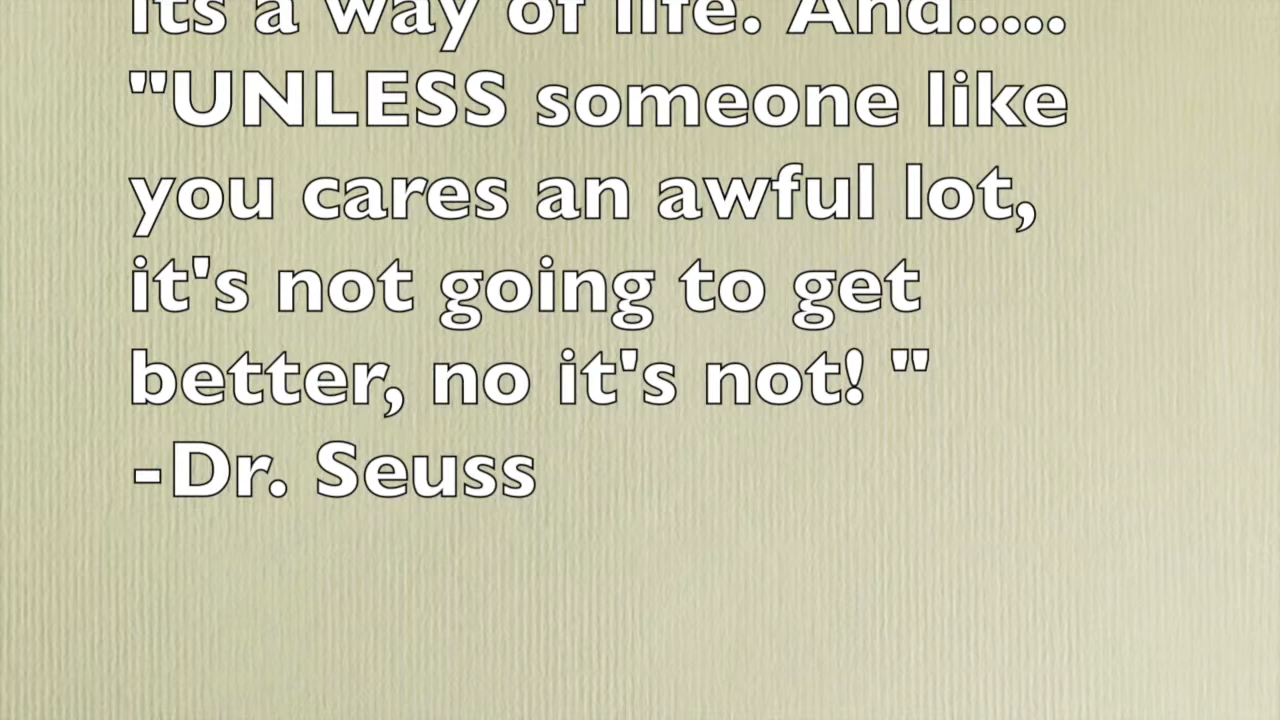 its a way of life. And.....
"UNLESS someone like
you cares an awful lot,
it's not going to get
better, no it's not! "
-Dr. Seuss